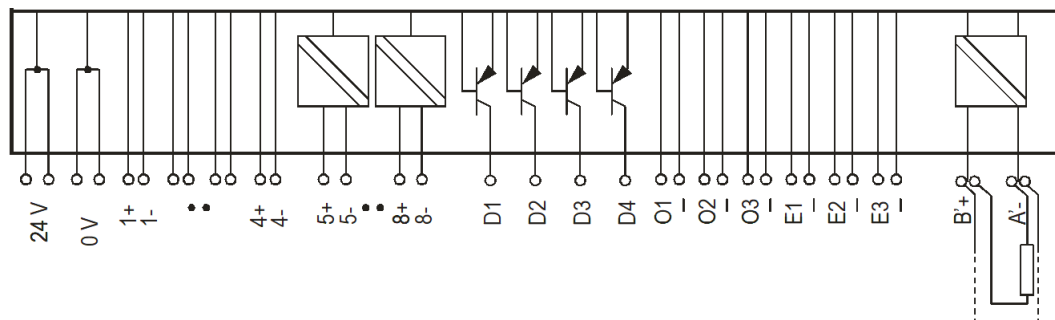 24 V
0 V
1+
1-
••
4+
4-
5+
5-
••
8+
8-
D1
D2
D3
D4
O1
–
O2
–
O3
–
E1
–
E2
–
E3
–
B'+
A'-